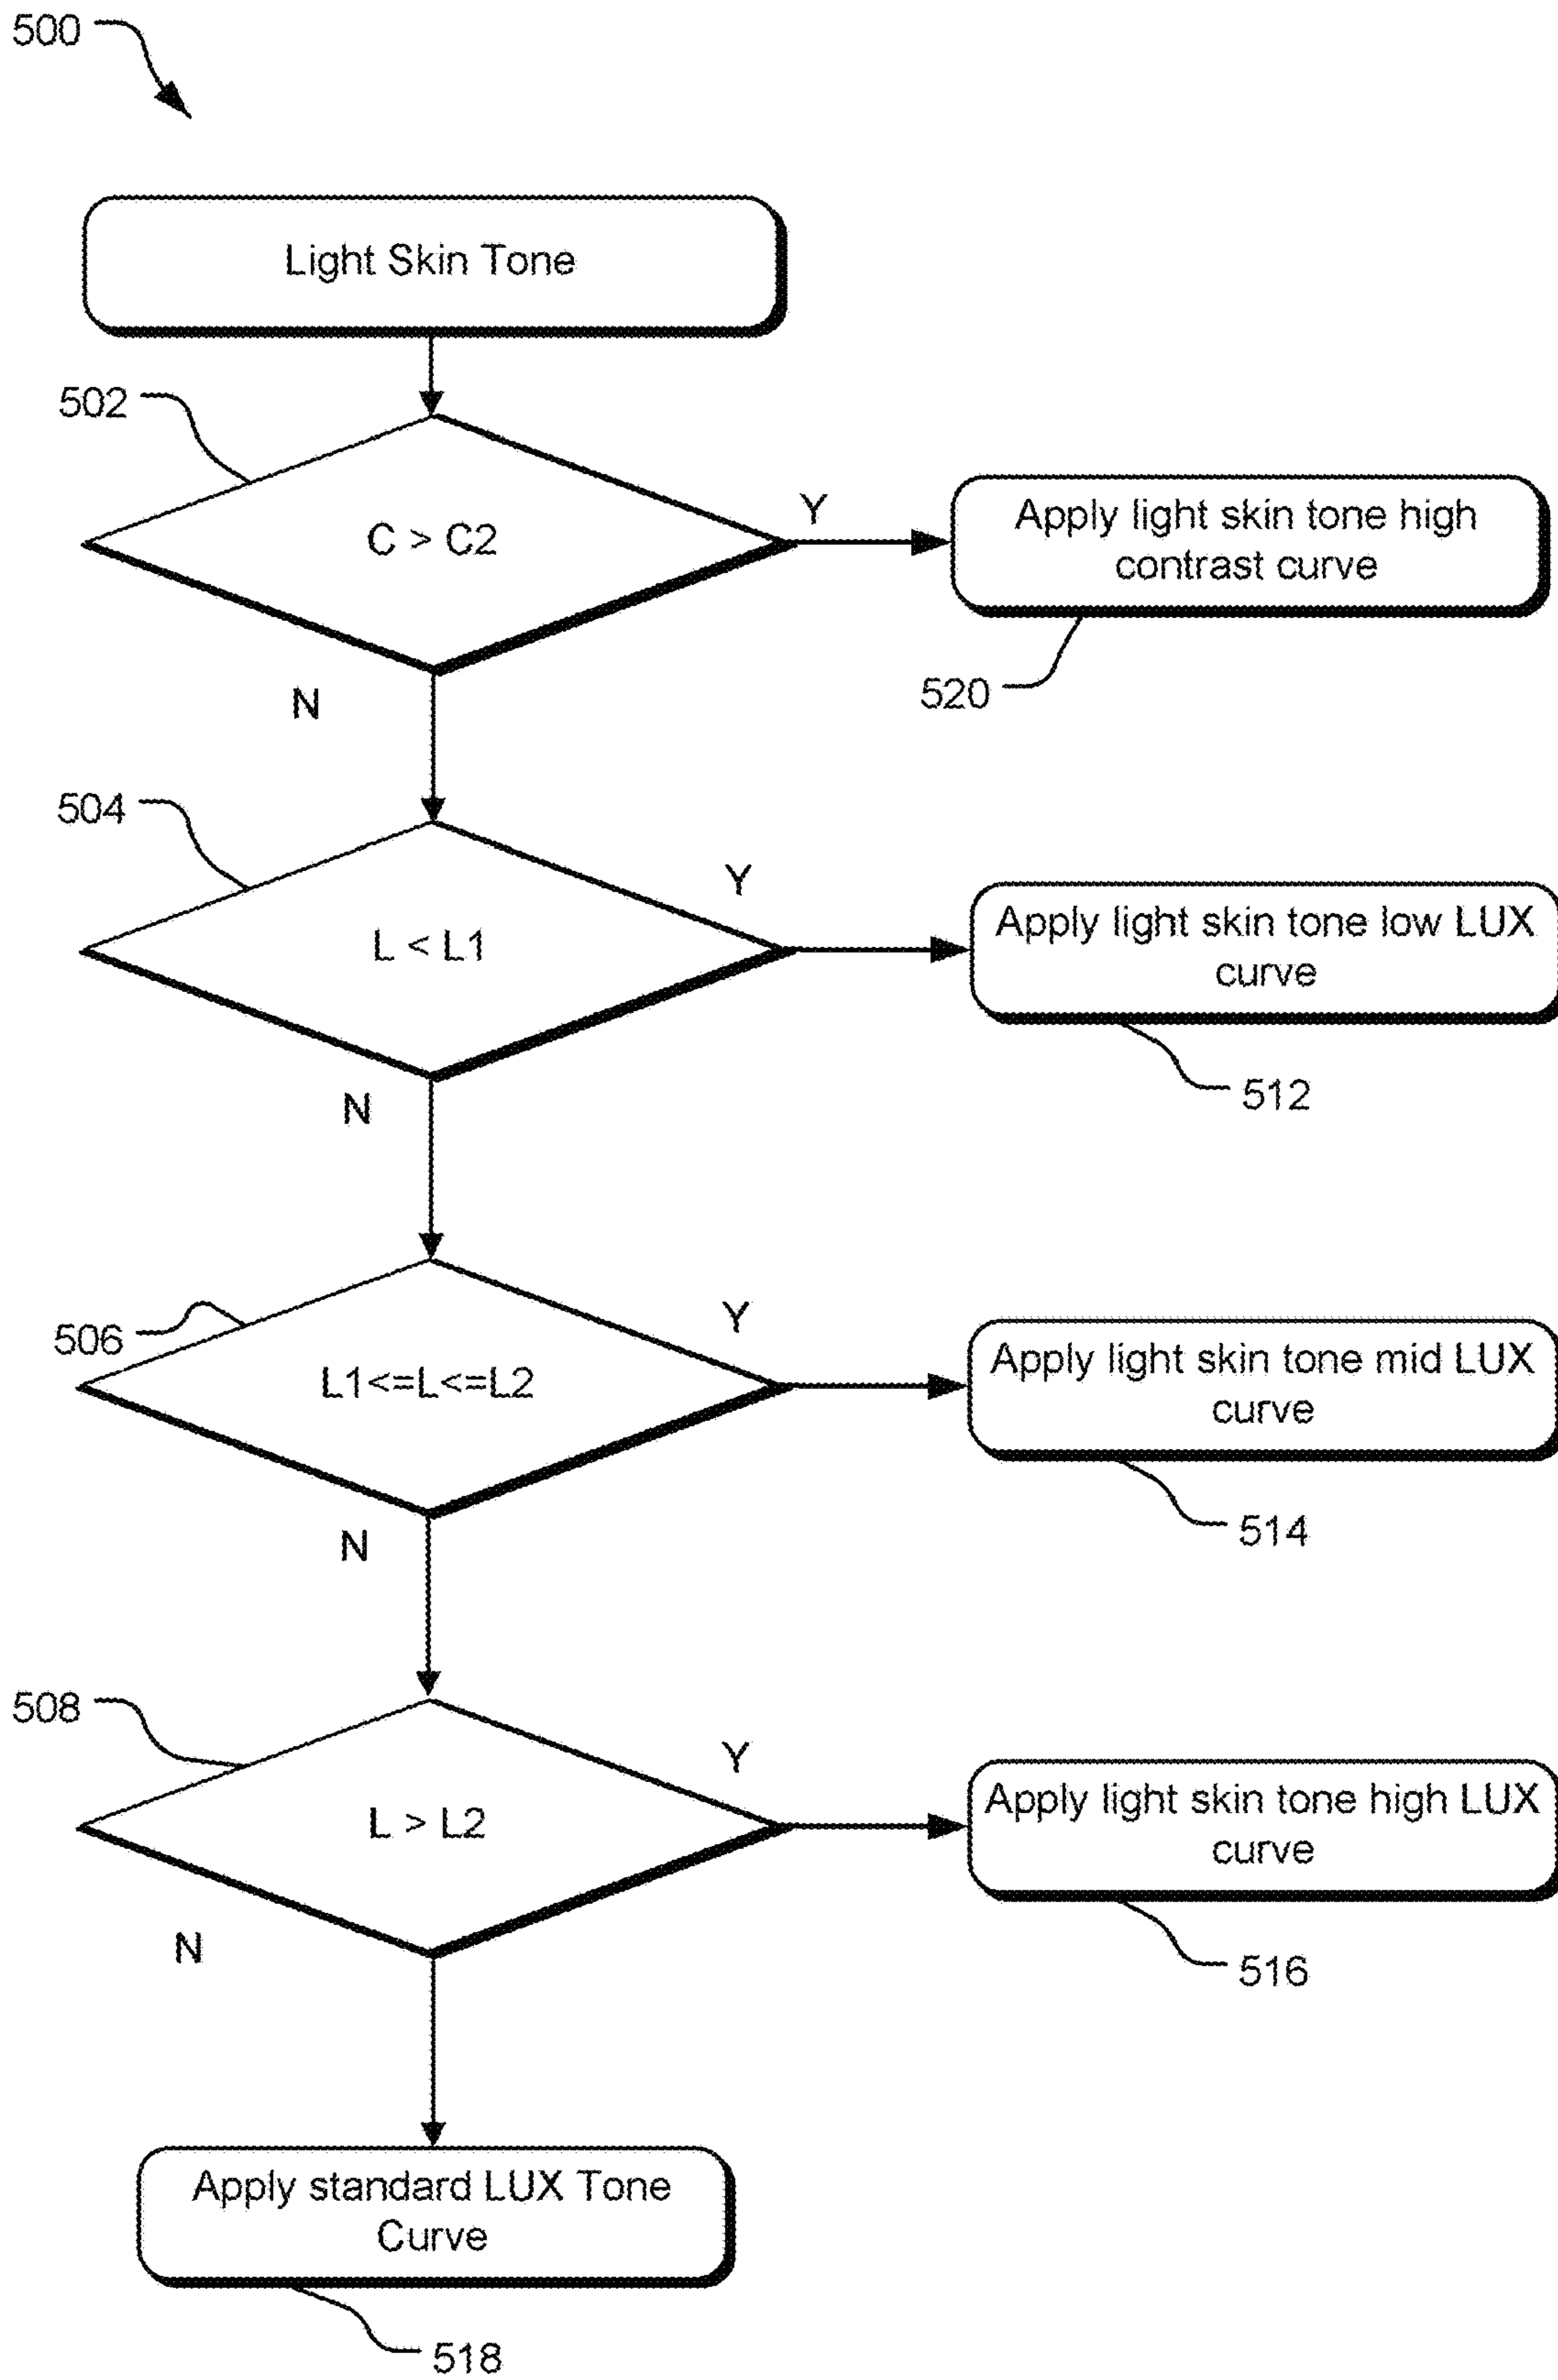 500
Light Skin Tone
502
C > C2
Y
Apply light skin tone high
contrast curve
520
N
504
L < L1
Y
Apply light skin tone low LUX
curve
512
N
506
L1<=L<=L2
Y
Apply light skin tone mid LUX
curve
514
N
508
L > L2
Y
Apply light skin tone high LUX
curve
516
N
Apply standard LUX Tone
Curve
518